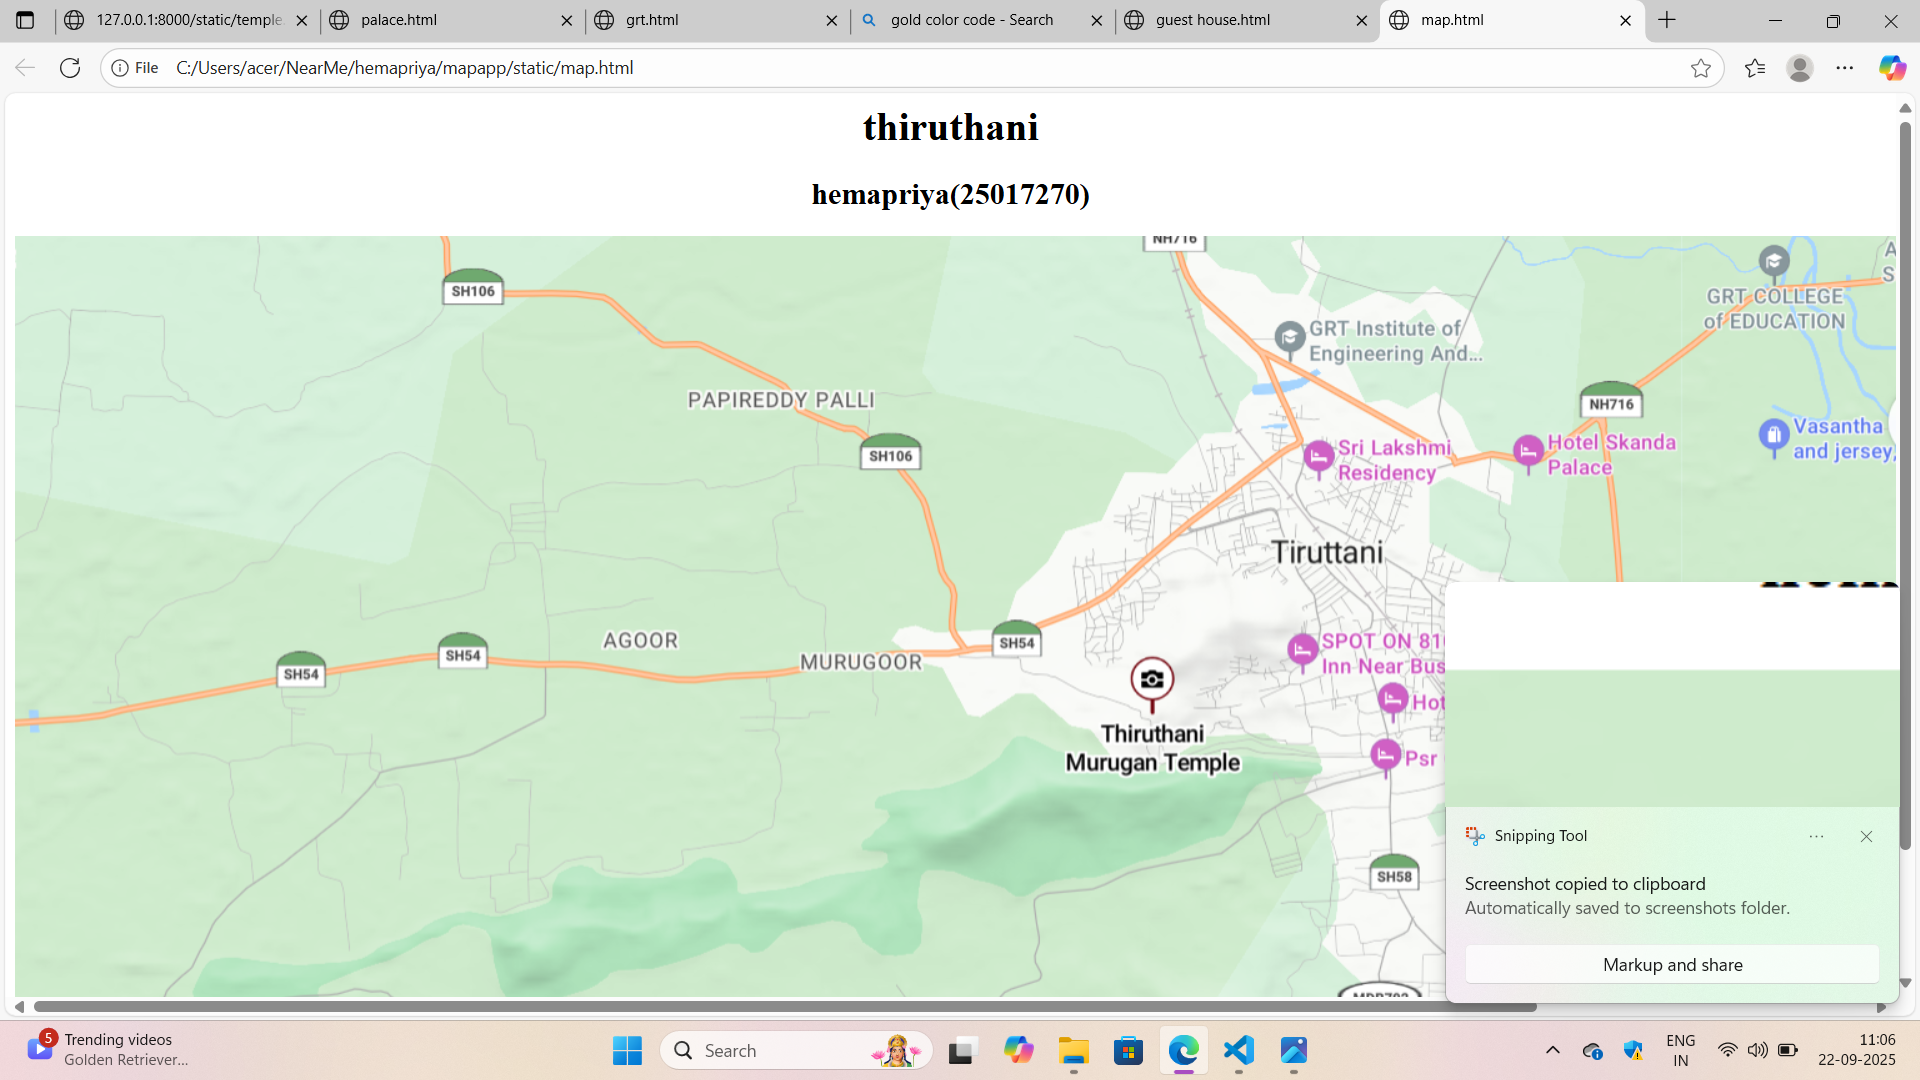 127.0.0.1:8000/static/temple.
palace.html
grt.html
gold color code - Search
guest house.html
map.html
File
C:/Users/acer/NearMe/hemapriya/mapapp/static/map.html
thiruthani
hemapriya(25017270)
NH716
SH106
GRT COLLEGE
of EDUCATION
A
S
GRT Institute of
Engineering And...
PAPIREDDY PALLI
NH716
SH106
Sri Lakshmi
Residency
Hotel Skanda
Palace
Vasantha
and jersey,
Tiruttani
AGOOR
MURUGOOR
SH54
SH54
SH54
SPOT ON 81
Inn Near Bus
Hot
Thiruthani
Murugan Temple
Psr
SH58
Snipping Tool
Screenshot copied to clipboard
Automatically saved to screenshots folder.
Markup and share
5
Trending videos
Golden Retriever...
Search
ENG
IN
11:06
22-09-2025